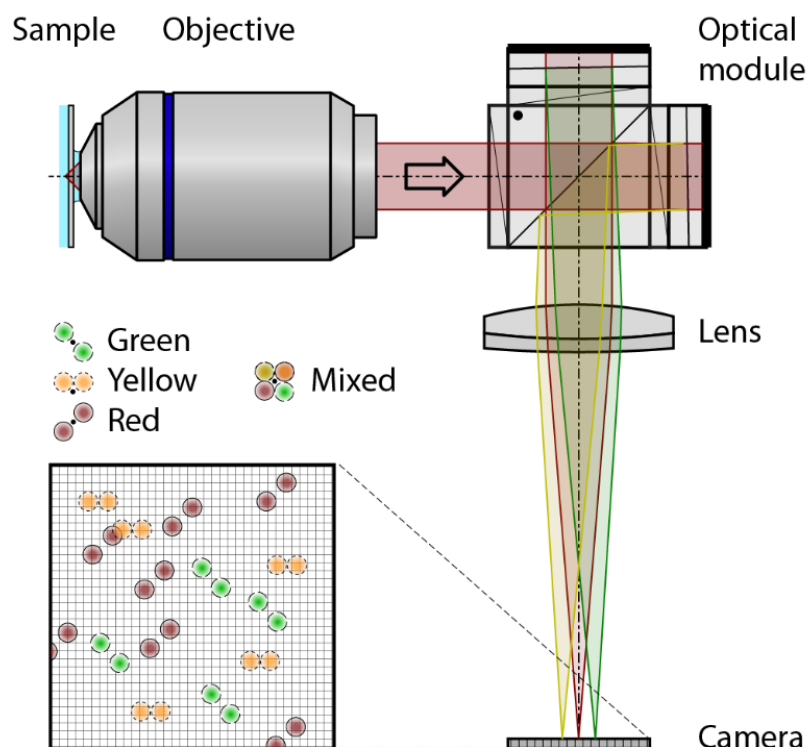 Sample
Objective
Optical
module
Green
Yellow
Red
Mixed
Lens
Camera